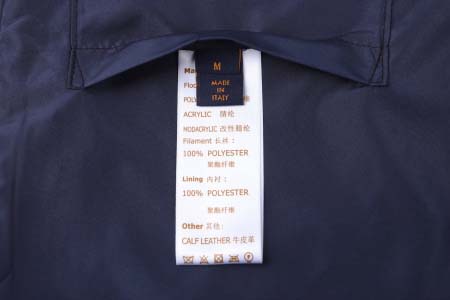 M
MADE
IN
ITALY
ACRYLIC 腈纶
MODACRYLIC 改性腈纶
Filament 长丝:
100% POLYESTER
聚酯纤维
Lining 内衬:
100% POLYESTER
聚酯纤维
Other 其他:
CALF LEATHER 牛皮革